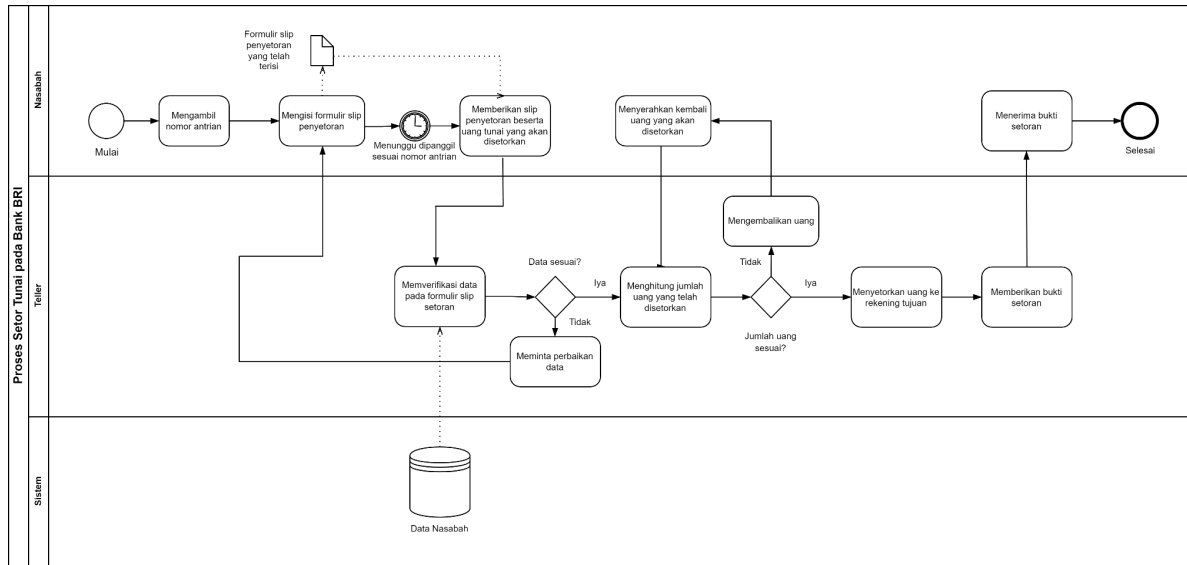 Proses Setor Tunai pada Bank BRI
Nasabah
Mulai
Mengambil
nomor antrian
Formulir slip
penyetoran
yang telah
terisi
Mengisi formulir slip
penyetoran
Menunggu dipanggil
sesuai nomor antrian
Memberikan slip
penyetoran beserta
uang tunai yang akan
disetorkan
Menyerahkan kembali
uang yang akan
disetorkan
Menerima bukti
setoran
Selesai
Teller
Memverifikasi data
pada formulir slip
setoran
Data sesuai?
Iya
Tidak
Meminta perbaikan
data
Menghitung jumlah
uang yang telah
disetorkan
Mengembalikan uang
Tidak
Iya
Jumlah uang
sesuai?
Menyetorkan uang ke
rekening tujuan
Memberikan bukti
setoran
Sistem
Data Nasabah